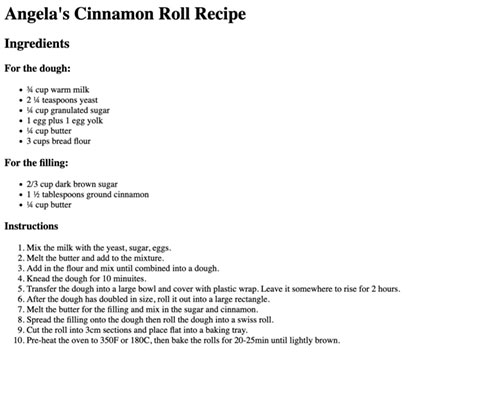 Angela's Cinnamon Roll Recipe
Ingredients
For the dough:
• ¾ cup warm milk
• 2 ¼ teaspoons yeast
• ¼ cup granulated sugar
• 1 egg plus 1 egg yolk
• ¼ cup butter
• 3 cups bread flour
For the filling:
• 2/3 cup dark brown sugar
• 1 ½ tablespoons ground cinnamon
• ¼ cup butter
Instructions
1. Mix the milk with the yeast, sugar, eggs.
2. Melt the butter and add to the mixture.
3. Add in the flour and mix until combined into a dough.
4. Knead the dough for 10 minuites.
5. Transfer the dough into a large bowl and cover with plastic wrap. Leave it somewhere to rise for 2 hours.
6. After the dough has doubled in size, roll it out into a large rectangle.
7. Melt the butter for the filling and mix in the sugar and cinnamon.
8. Spread the filling onto the dough then roll the dough into a swiss roll.
9. Cut the roll into 3cm sections and place flat into a baking tray.
10. Pre-heat the oven to 350F or 180C, then bake the rolls for 20-25min until lightly brown.